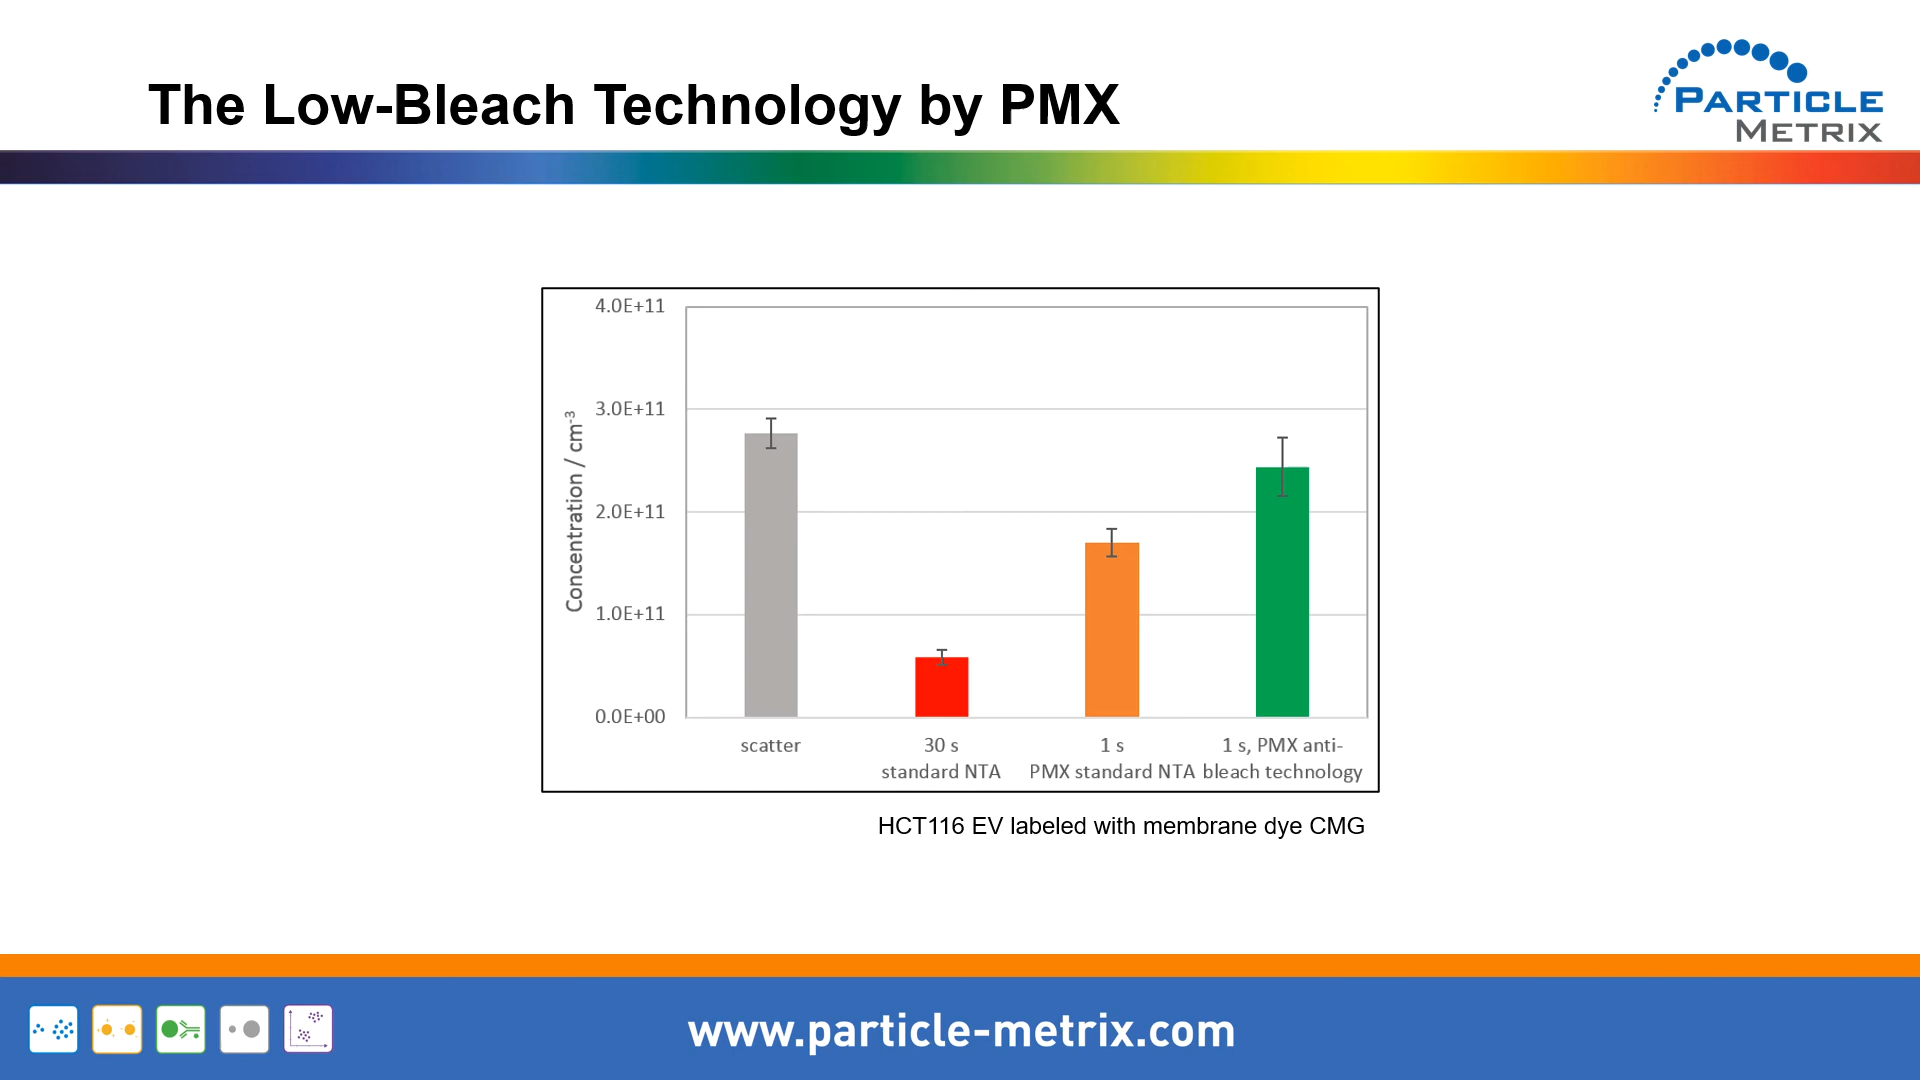 The Low-Bleach Technology by PMX
PARTICLE
METRIX
4.0E+11
3.0E+11
2.0E+11
1.0E+11
0.0E+00
Concentration / cm⁻³
scatter
30 s
standard NTA
1 s
PMX standard NTA
1 s, PMX anti-
bleach technology
HCT116 EV labeled with membrane dye CMG
www.particle-metrix.com